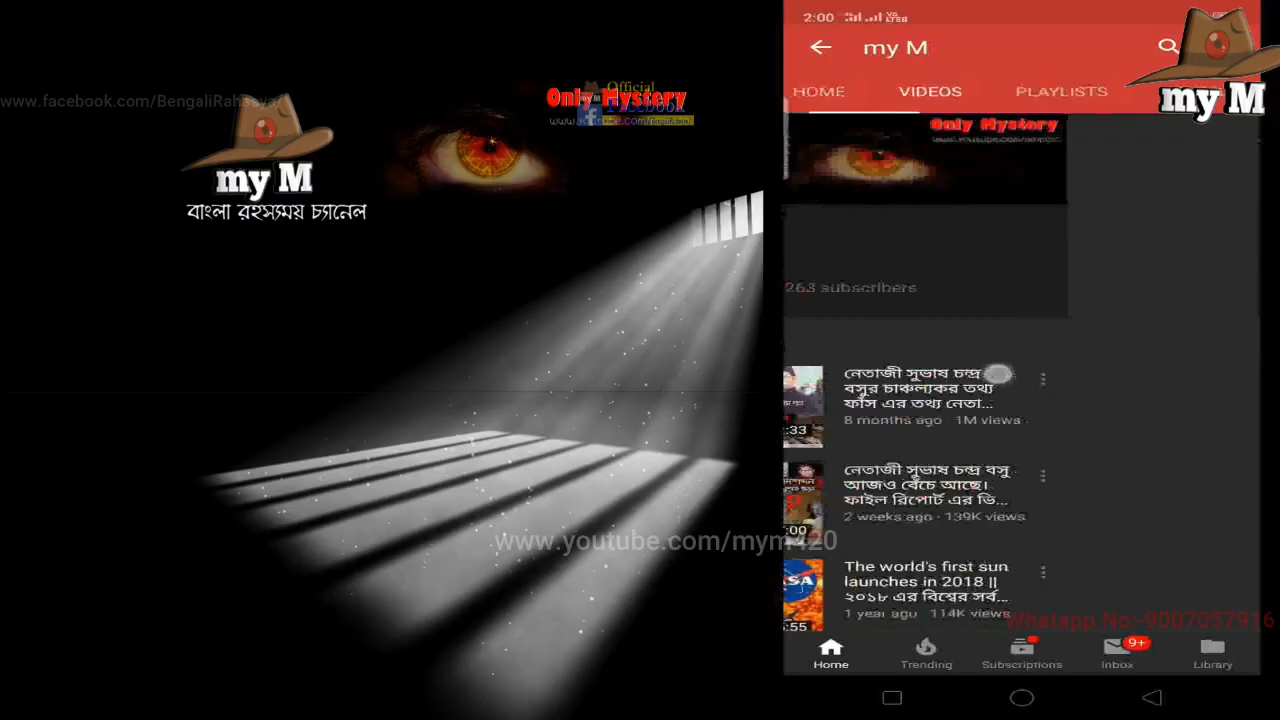 www.facebook.com/BengaliRahasya
my M
বাংলা রহস্যময় চ্যানেল
Official
Only Mystery
Facebook
www.youtube.com/mym420
2:00
my M
my M
HOME
VIDEOS
PLAYLISTS
Only Mystery
263 subscribers
নেতাজী সুভাষ চন্দ্র
বসুর চাঞ্চল্যকর তথ্য
ফাঁস এর তথ্য নেতা...
8 months ago · 1M views
:33
নেতাজী সুভাষ চন্দ্র বসু
আজও বেঁচে আছে।
ফাইল রিপোর্ট এর ভি...
2 weeks ago · 139K views
:00
The world's first sun
launches in 2018 ||
২০১৮ এর বিশ্বের সর্ব...
1 year ago · 114K views
:55
Whatapp No:-9007057916
Home
Trending
Subscriptions
9+
Inbox
Library